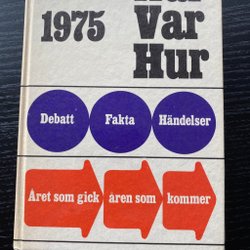 1975
Var
Hur
Debatt Fakta Händelser
Året som gick åren som kommer